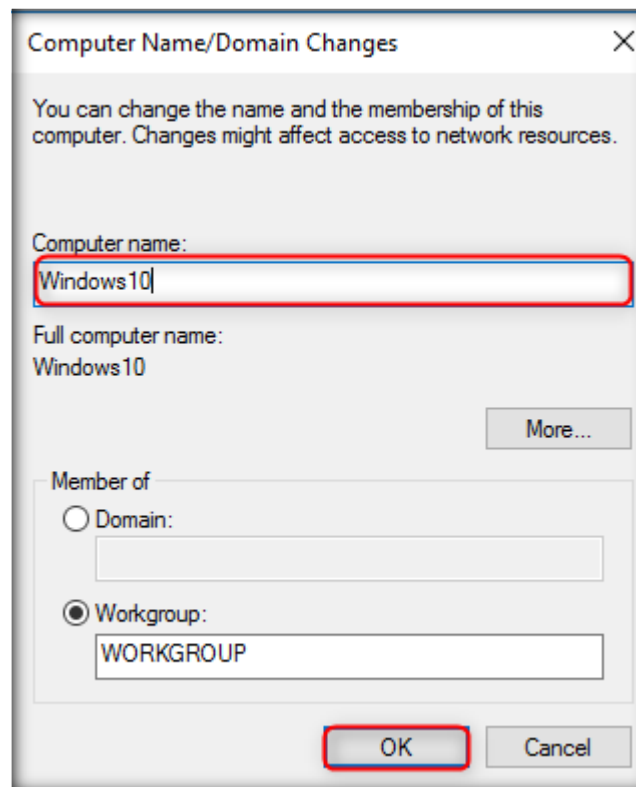 Computer Name/Domain Changes
You can change the name and the membership of this
computer. Changes might affect access to network resources.
Computer name:
Windows10
Full computer name:
Windows10
More...
Member of
Domain:
Workgroup:
WORKGROUP
OK
Cancel